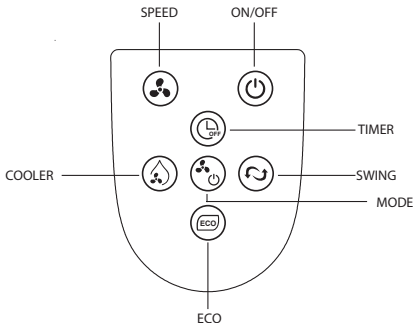 SPEED
ON/OFF
OFF
TIMER
COOLER
SWING
MODE
ECO
ECO